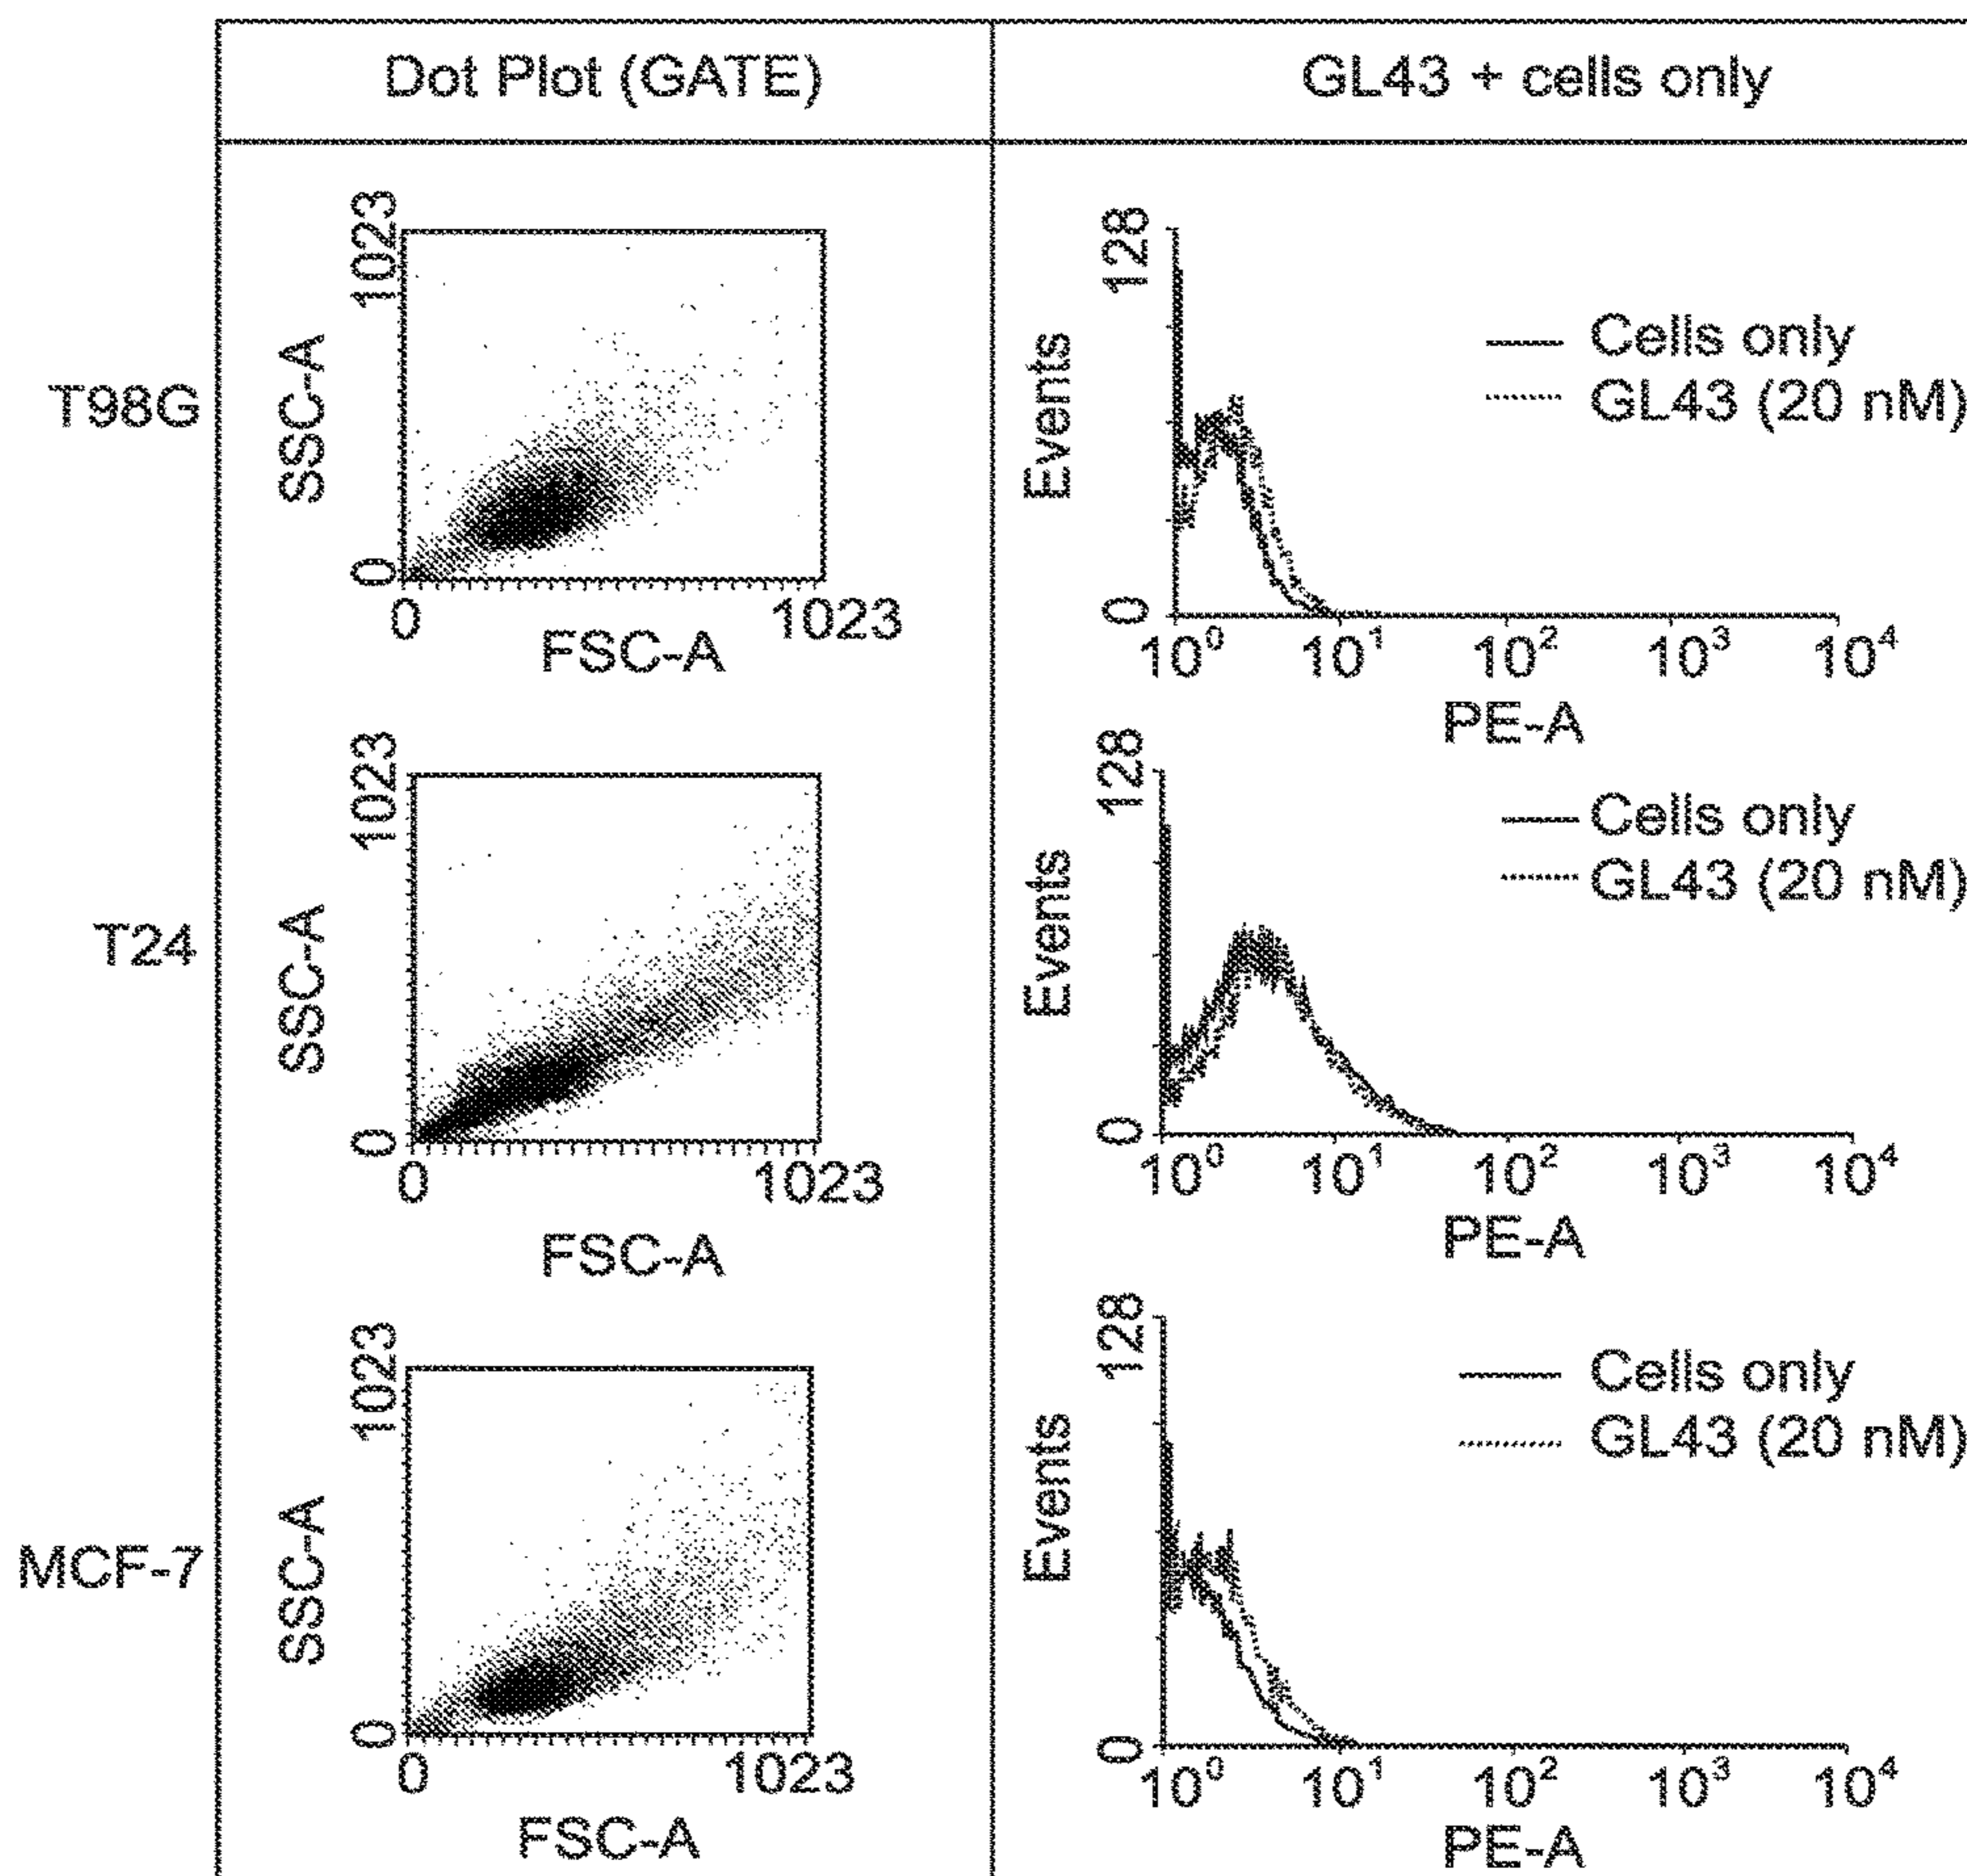 Dot Plot (GATE)
GL43 + cells only
T98G
SSC-A
1023
0
0
1023
FSC-A
Events
128
0
Cells only
GL43 (20 nM)
10⁰ 10¹ 10² 10³ 10⁴
PE-A
T24
SSC-A
1023
0
0
1023
FSC-A
Events
128
0
Cells only
GL43 (20 nM)
10⁰ 10¹ 10² 10³ 10⁴
PE-A
MCF-7
SSC-A
1023
0
0
1023
FSC-A
Events
128
0
Cells only
GL43 (20 nM)
10⁰ 10¹ 10² 10³ 10⁴
PE-A